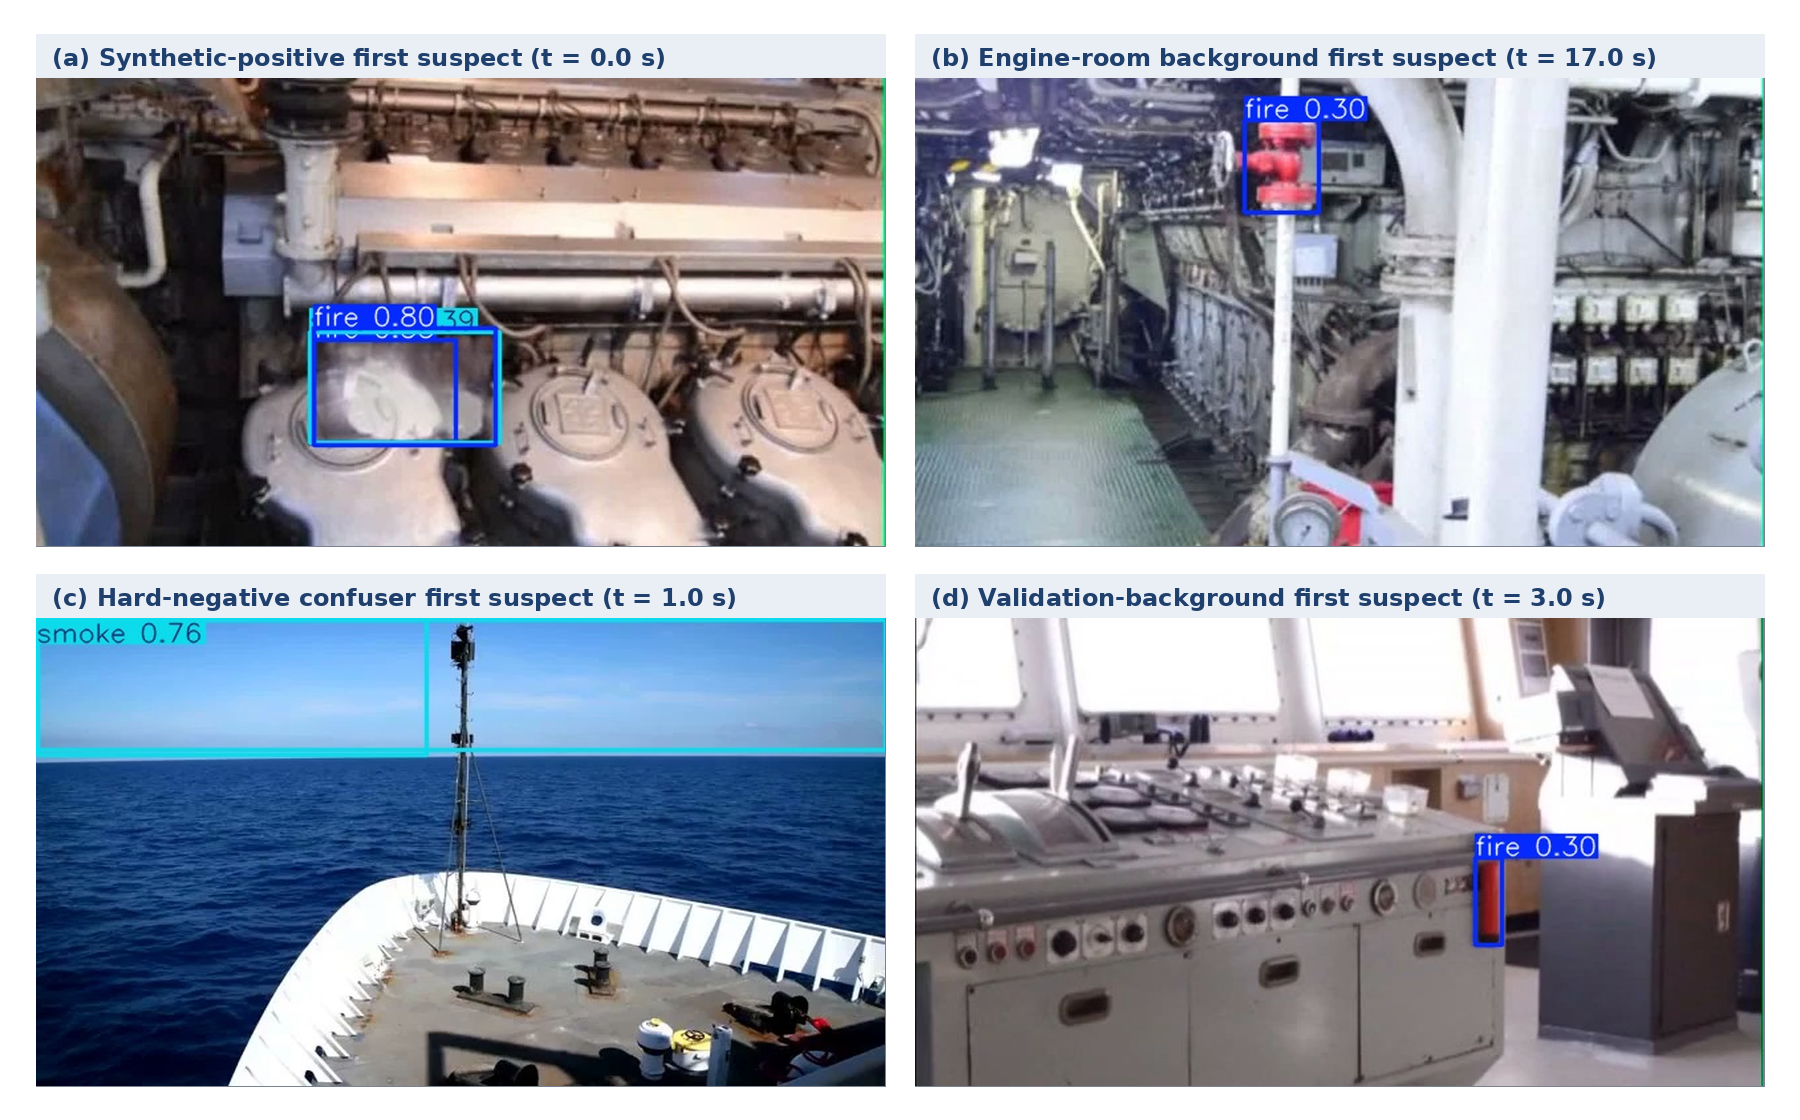 (a) Synthetic-positive first suspect (t = 0.0 s)
fire 0.80 39
(b) Engine-room background first suspect (t = 17.0 s)
fire 0.30
(c) Hard-negative confuser first suspect (t = 1.0 s)
smoke 0.76
(d) Validation-background first suspect (t = 3.0 s)
fire 0.30